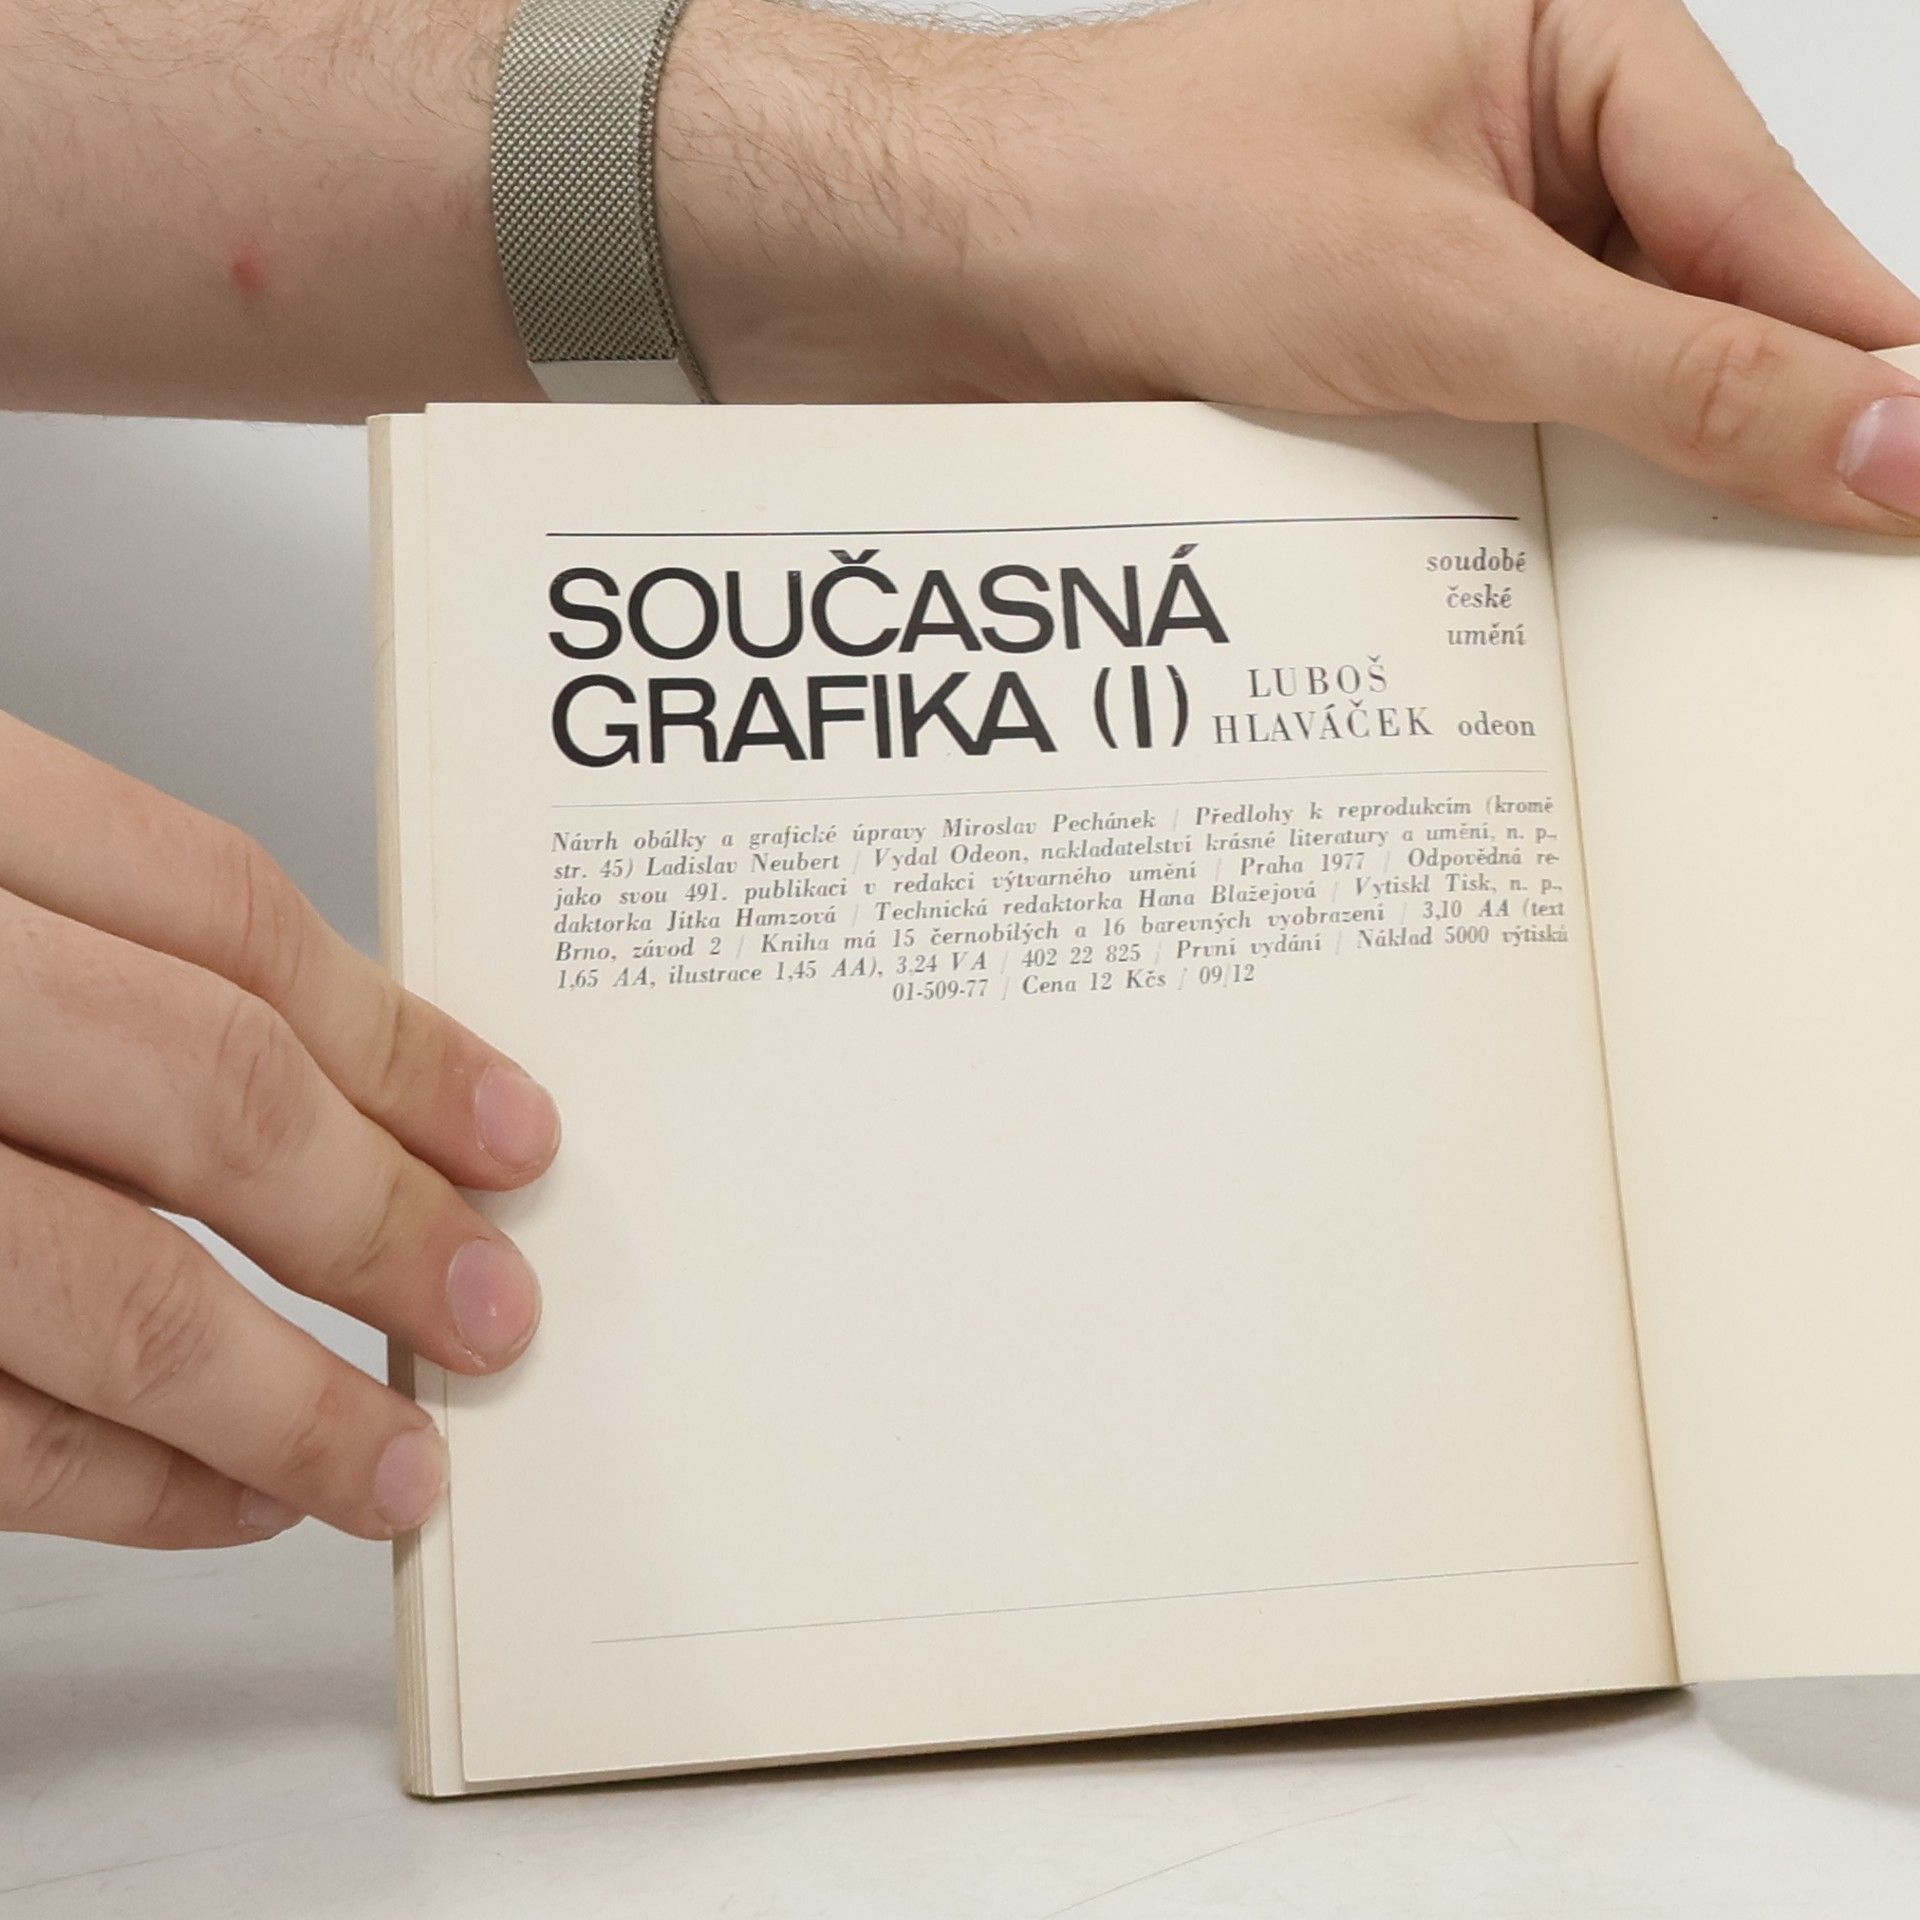 SOUČASNÁ
GRAFIKA (I)
soudobé
české
umění
LUBOŠ
HLAVÁČEK
odeon
Návrh obálky a grafické úpravy Miroslav Pechánek / Předlohy k reprodukcím (kromě
str. 45) Ladislav Neubert / Vydal Odeon, nakladatelství krásné literatury a umění, n. p.,
jako svou 491. publikaci v redakci výtvarného umění / Praha 1977 / Odpovědná re-
daktorka Jitka Hamzová / Technická redaktorka Hana Blažejová / Vytiskl Tisk, n. p.,
Brno, závod 2 / Kniha má 15 černobílých a 16 barevných vyobrazení / 3,10 AA (text
1,65 AA, ilustrace 1,45 AA), 3,24 VA / 402 22 825 / První vydání / Náklad 5000 výtisků
01-509-77 / Cena 12 Kčs / 09/12